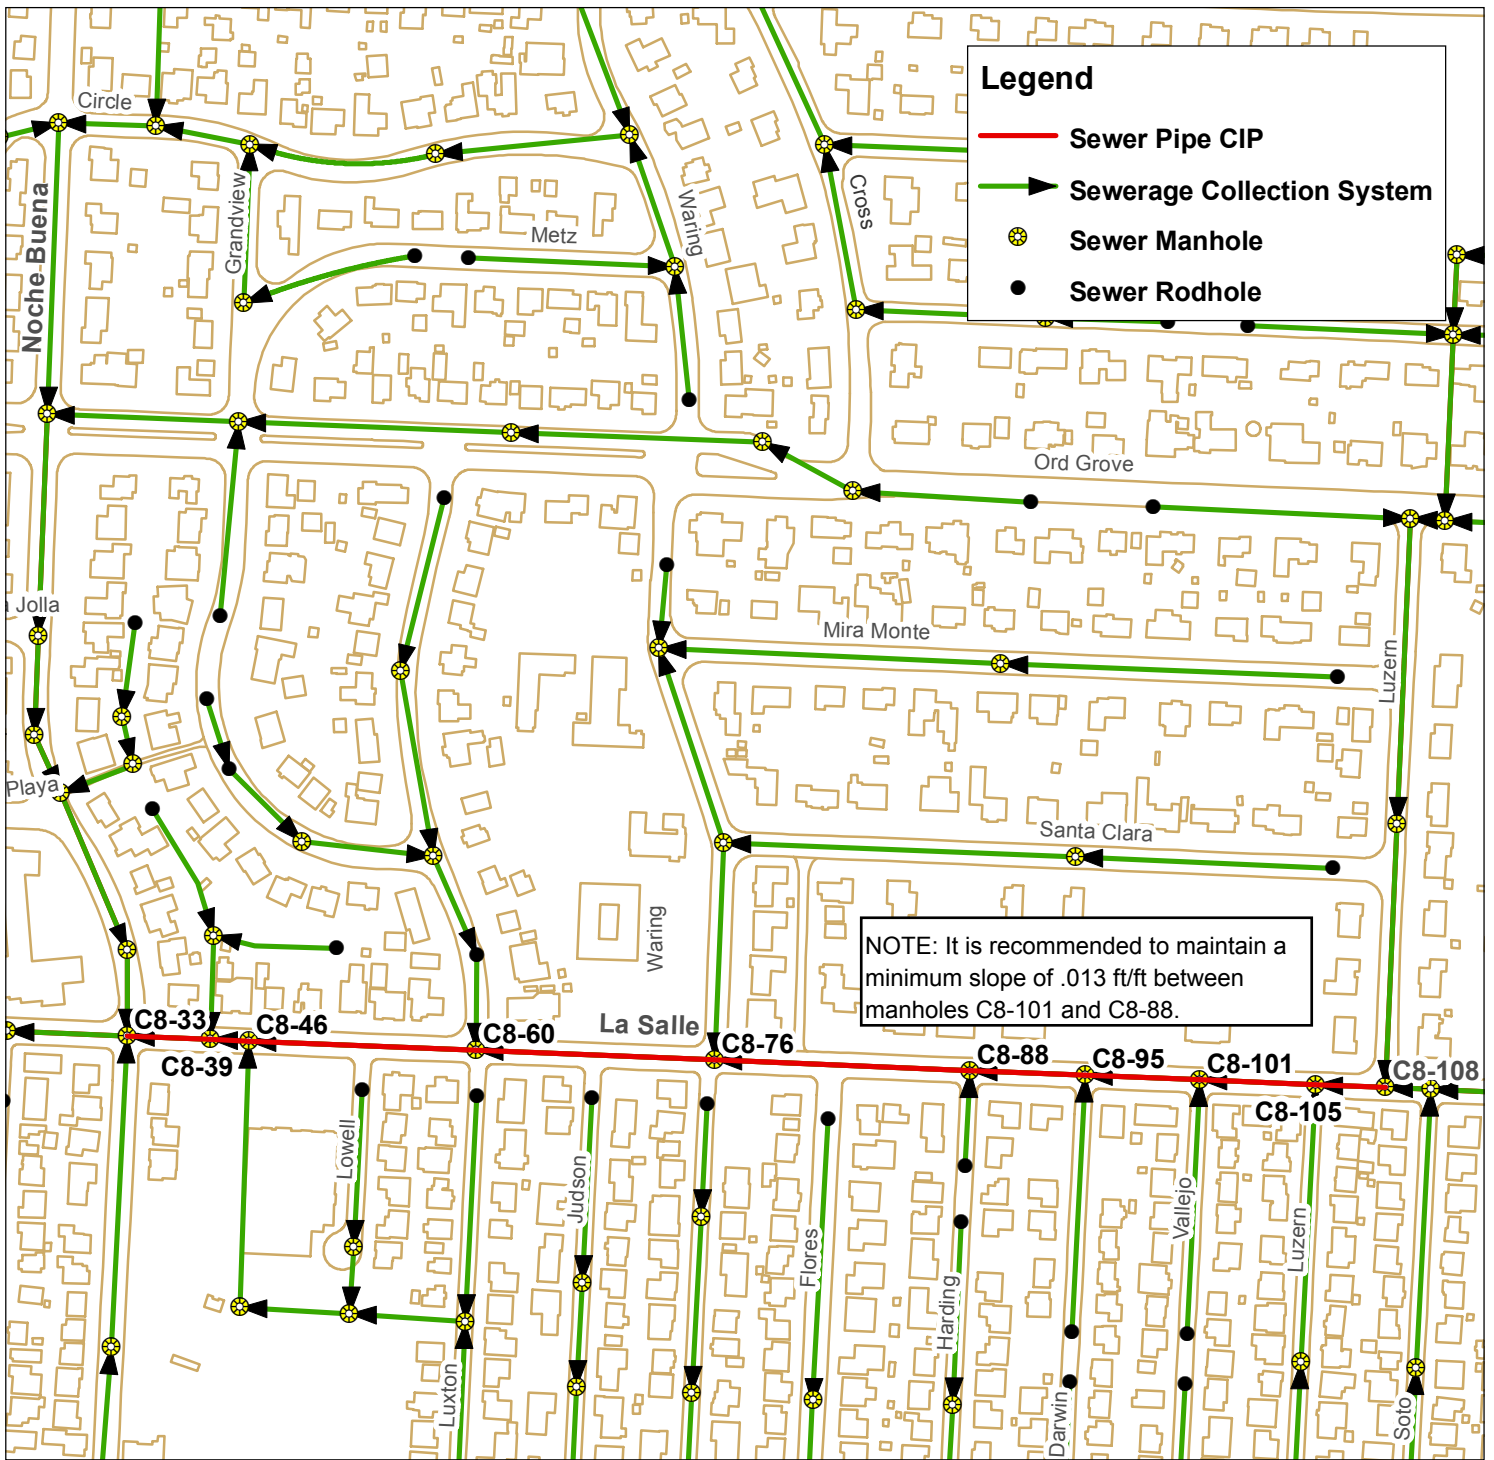 Legend
Sewer Pipe CIP
Sewerage Collection System
Sewer Manhole
Sewer Rodhole
Circle
Noche Buena
Grandview
Metz
Waring
Cross
Ord Grove
a Jolla
Mira Monte
Luzern
Playa
Santa Clara
Waring
NOTE: It is recommended to maintain a
minimum slope of .013 ft/ft between
manholes C8-101 and C8-88.
La Salle
C8-33
C8-39
C8-46
C8-60
C8-76
C8-88
C8-95
C8-101
C8-105
C8-108
Lowell
Judson
Flores
Harding
Vallejo
Luzern
Luxton
Darwin
Soto